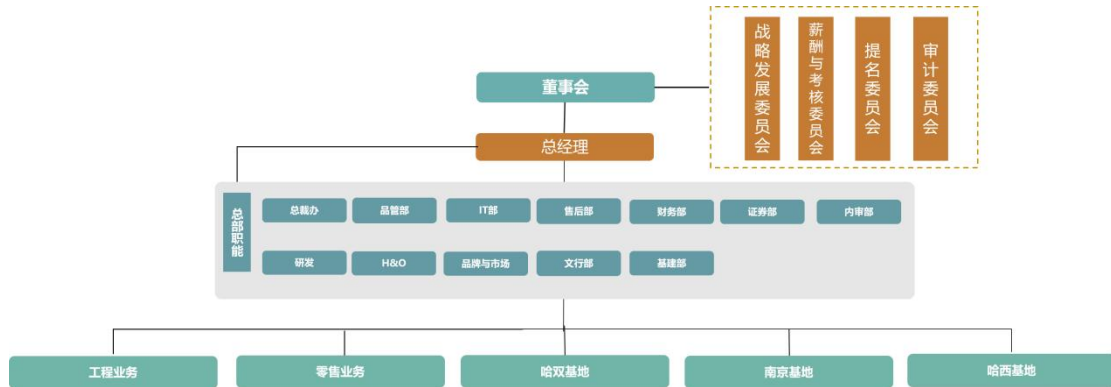 战略发展委员会
薪酬与考核委员会
提名委员会
审计委员会
董事会
总经理
总部职能
总裁办
品管部
IT部
售后部
财务部
证券部
内审部
研发
H&O
品牌与市场
文行部
基建部
工程业务
零售业务
哈双基地
南京基地
哈西基地